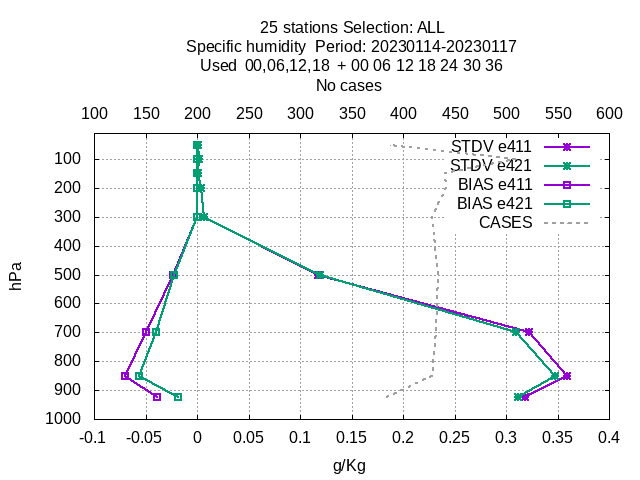 25 stations Selection: ALL
Specific humidity  Period: 20230114-20230117
Used  00,06,12,18  + 00 06 12 18 24 30 36
No cases
100 150 200 250 300 350 400 450 500 550 600
STDV e411
100
STDV e421
200
BIAS e411
BIAS e421
300
CASES
400
hPa
500
600
700
800
900
1000
-0.1 -0.05 0 0.05 0.1 0.15 0.2 0.25 0.3 0.35 0.4
g/Kg